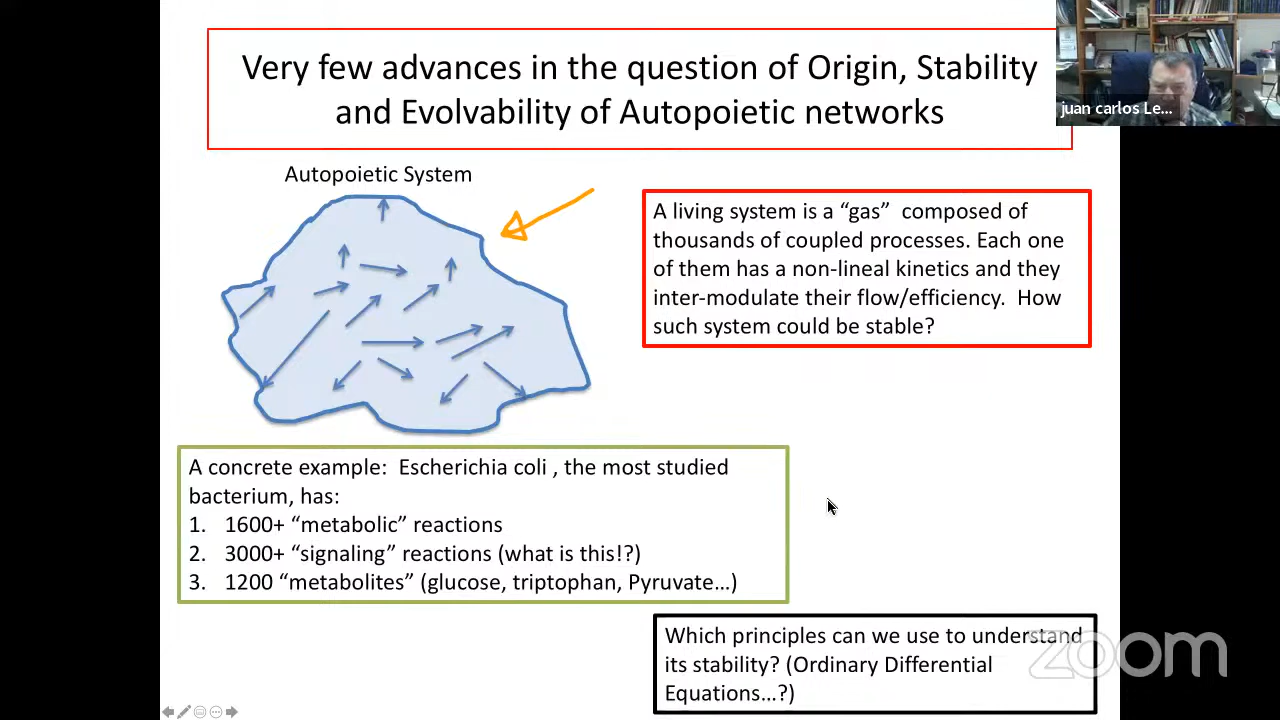 Very few advances in the question of Origin, Stability
and Evolvability of Autopoietic networks
juan carlos Le...
Autopoietic System
A living system is a “gas” composed of
thousands of coupled processes. Each one
of them has a non-lineal kinetics and they
inter-modulate their flow/efficiency. How
such system could be stable?
A concrete example: Escherichia coli , the most studied
bacterium, has:
1. 1600+ “metabolic” reactions
2. 3000+ “signaling” reactions (what is this!?)
3. 1200 “metabolites” (glucose, triptophan, Pyruvate…)
Which principles can we use to understand
its stability? (Ordinary Differential
Equations…?)
zoom